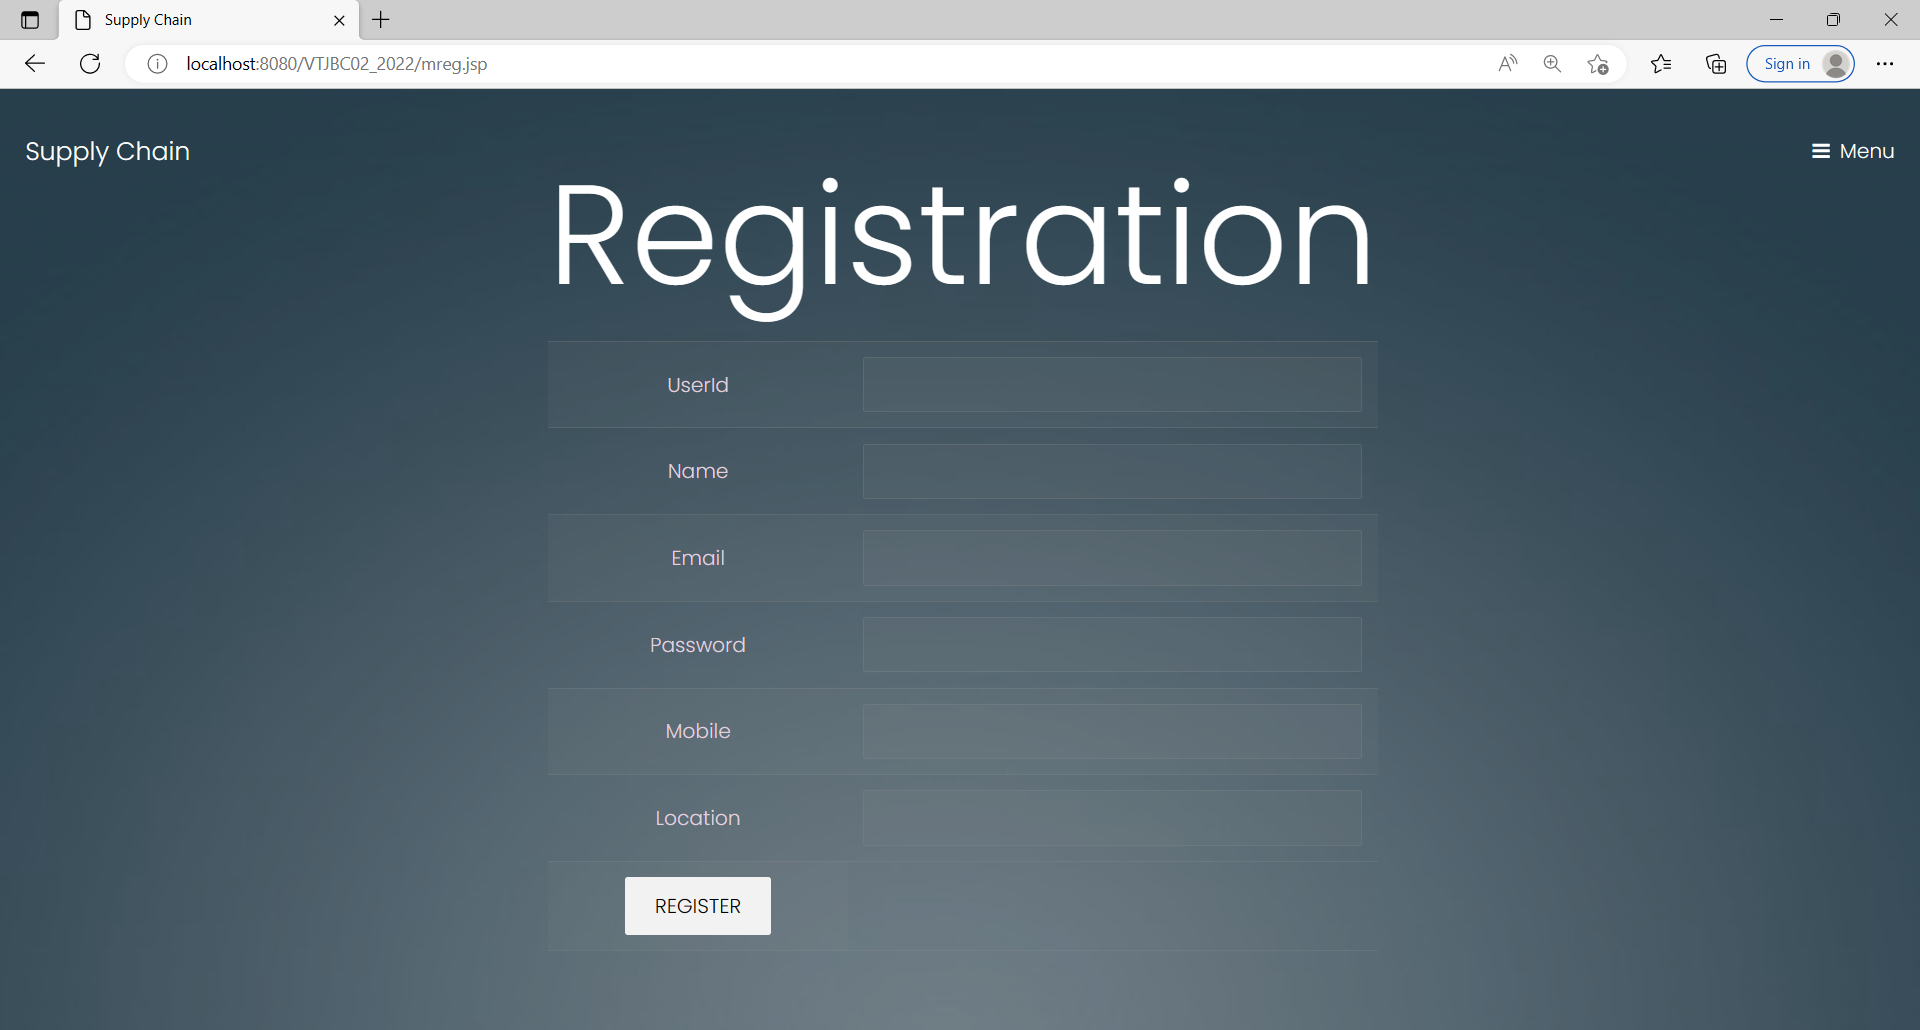 Supply Chain
localhost:8080/VTJBC02_2022/mreg.jsp
Sign in
Supply Chain
Menu
Registration
UserId
Name
Email
Password
Mobile
Location
REGISTER